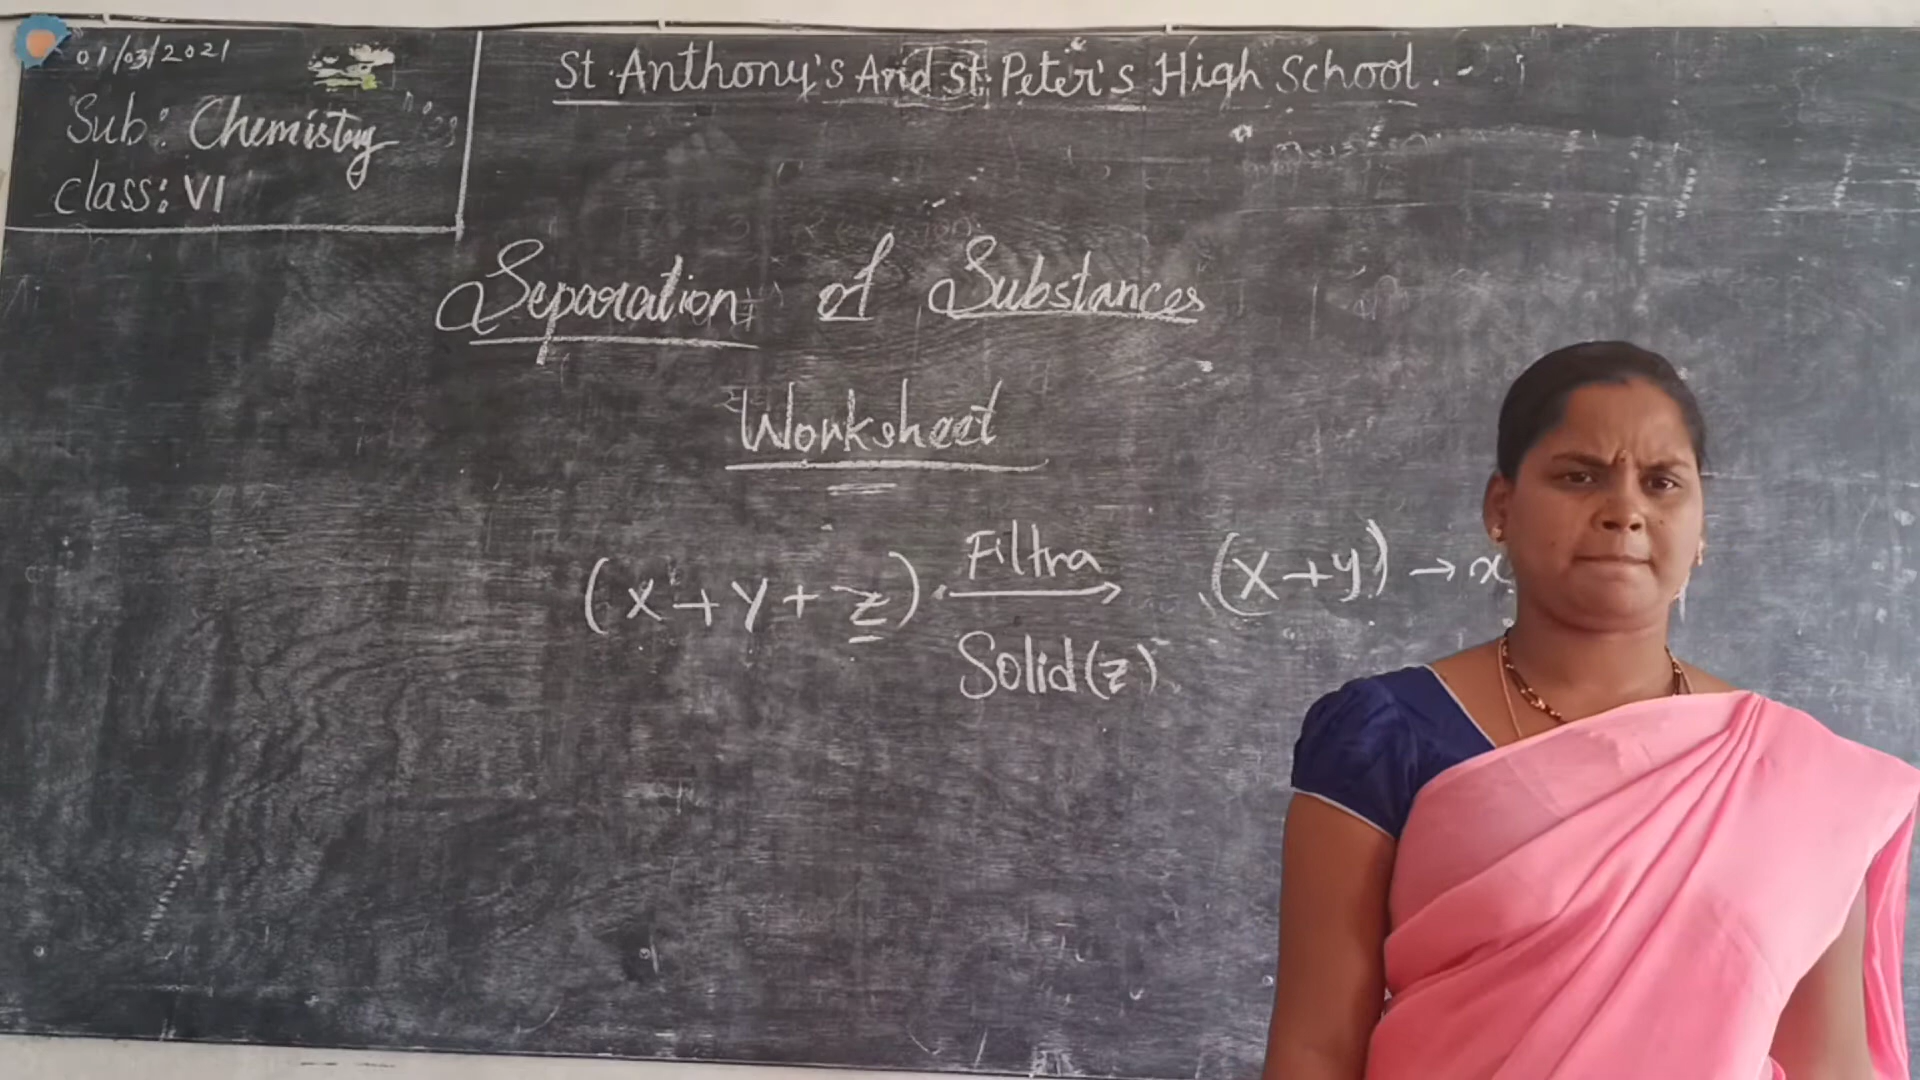 01/03/2021
Sub: Chemistry
Class: VI
St. Anthony's And St. Peter's High School.
Separation of Substances
Worksheet
(X+Y+Z) Filtra → (X+Y) → x
Solid(z)